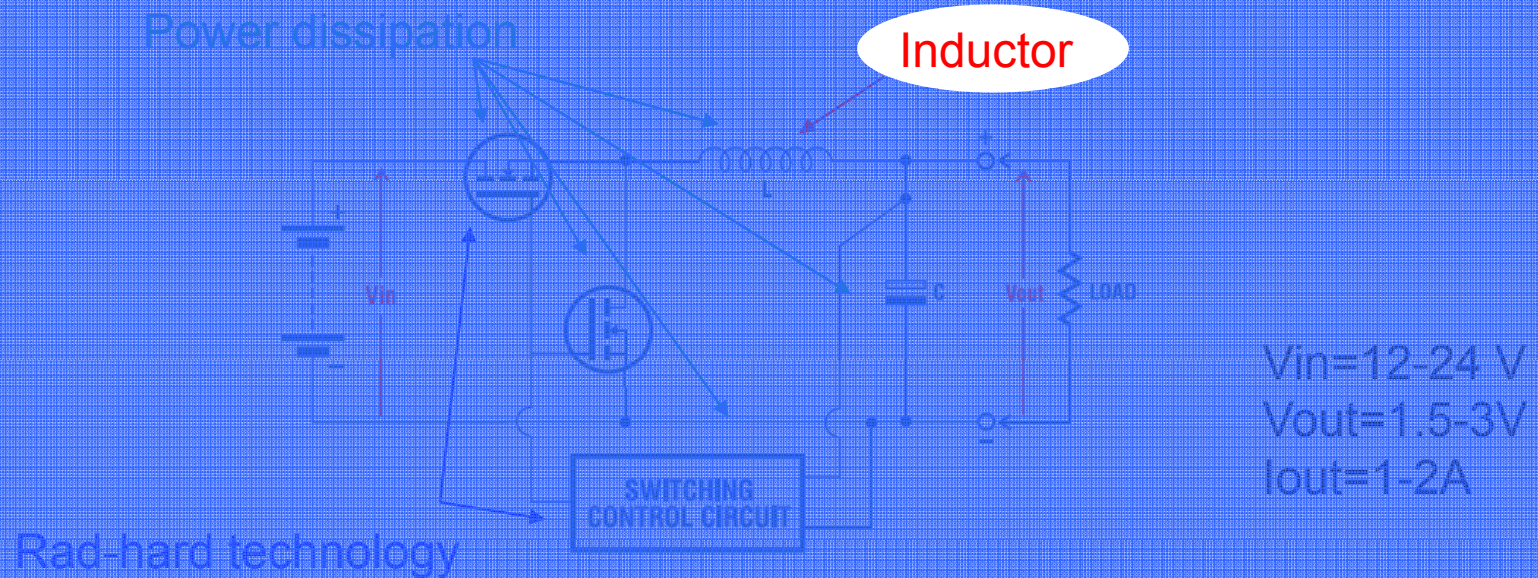 Power dissipation
Inductor
+
L
+
Vin
C
Vout
LOAD
Vin=12-24 V
Vout=1.5-3V
Iout=1-2A
–
–
SWITCHING
CONTROL CIRCUIT
Rad-hard technology